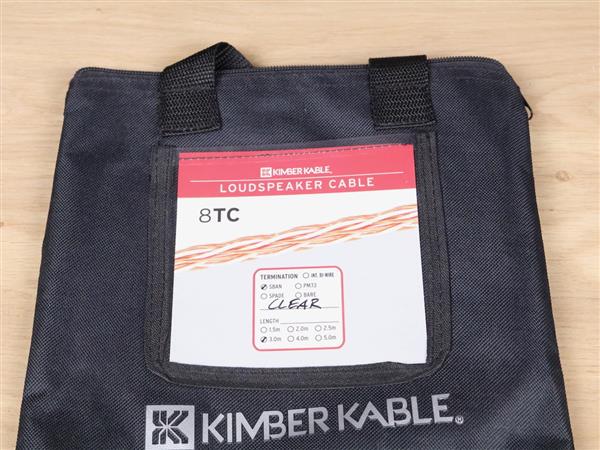 KIMBER KABLE®
LOUDSPEAKER CABLE
8TC
TERMINATION INT. BI-WIRE
SBAN PM33
SPADE BARE
CLEAR
LENGTH
1.5m 2.0m 2.5m
3.0m 4.0m 5.0m
KIMBER KABLE®